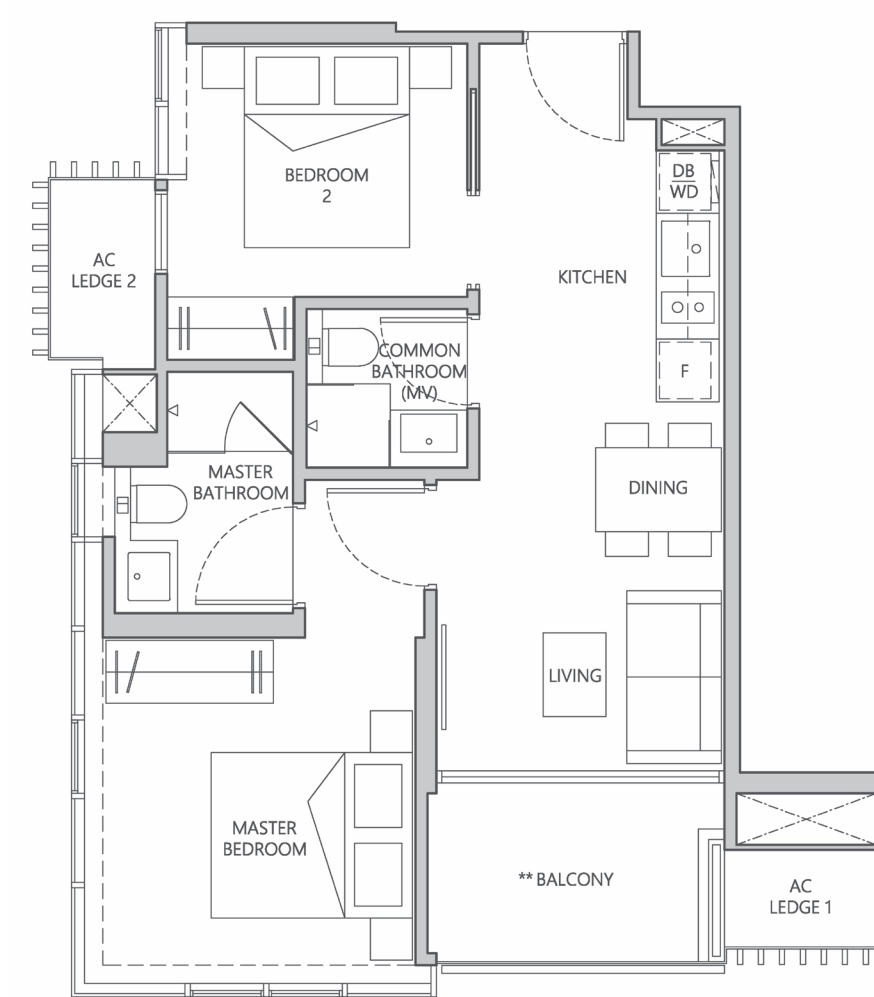 BEDROOM
2
DB
WD
AC
LEDGE 2
KITCHEN
COMMON
BATHROOM
(MV)
F
MASTER
BATHROOM
DINING
LIVING
MASTER
BEDROOM
** BALCONY
AC
LEDGE 1